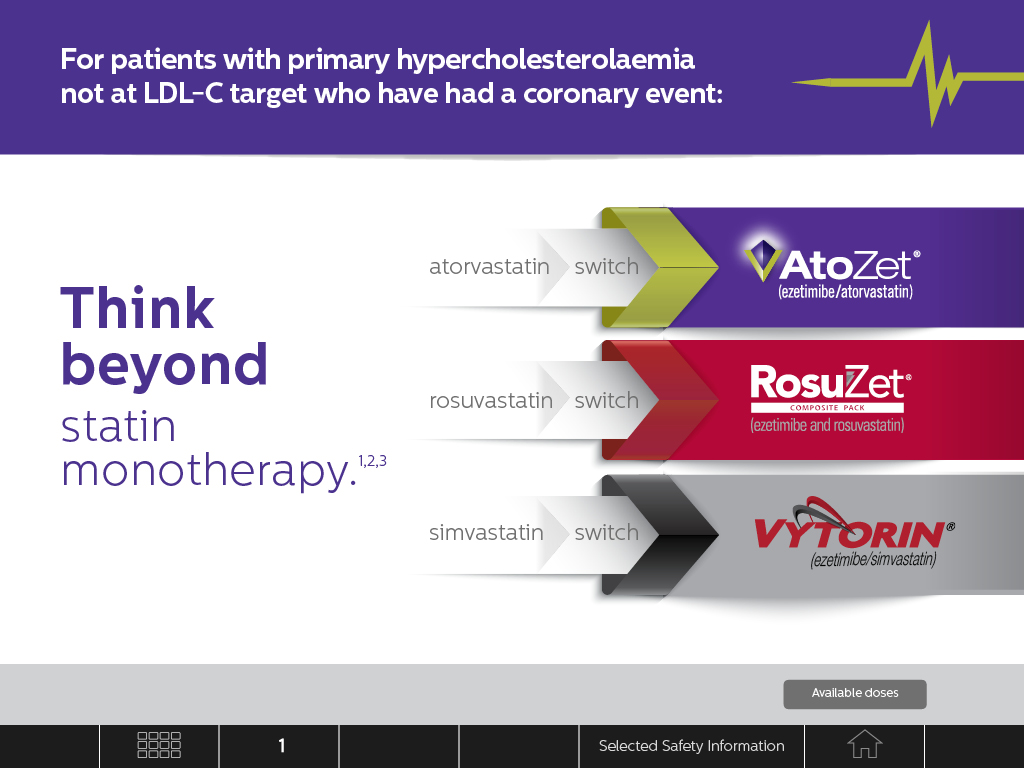 For patients with primary hypercholesterolaemia
not at LDL-C target who have had a coronary event:
Think
beyond
statin
monotherapy.1,2,3
atorvastatin switch
AtoZet®
(ezetimibe/atorvastatin)
rosuvastatin switch
RosuZet®
COMPOSITE PACK
(ezetimibe and rosuvastatin)
simvastatin switch
VYTORIN®
(ezetimibe/simvastatin)
Available doses
1
Selected Safety Information